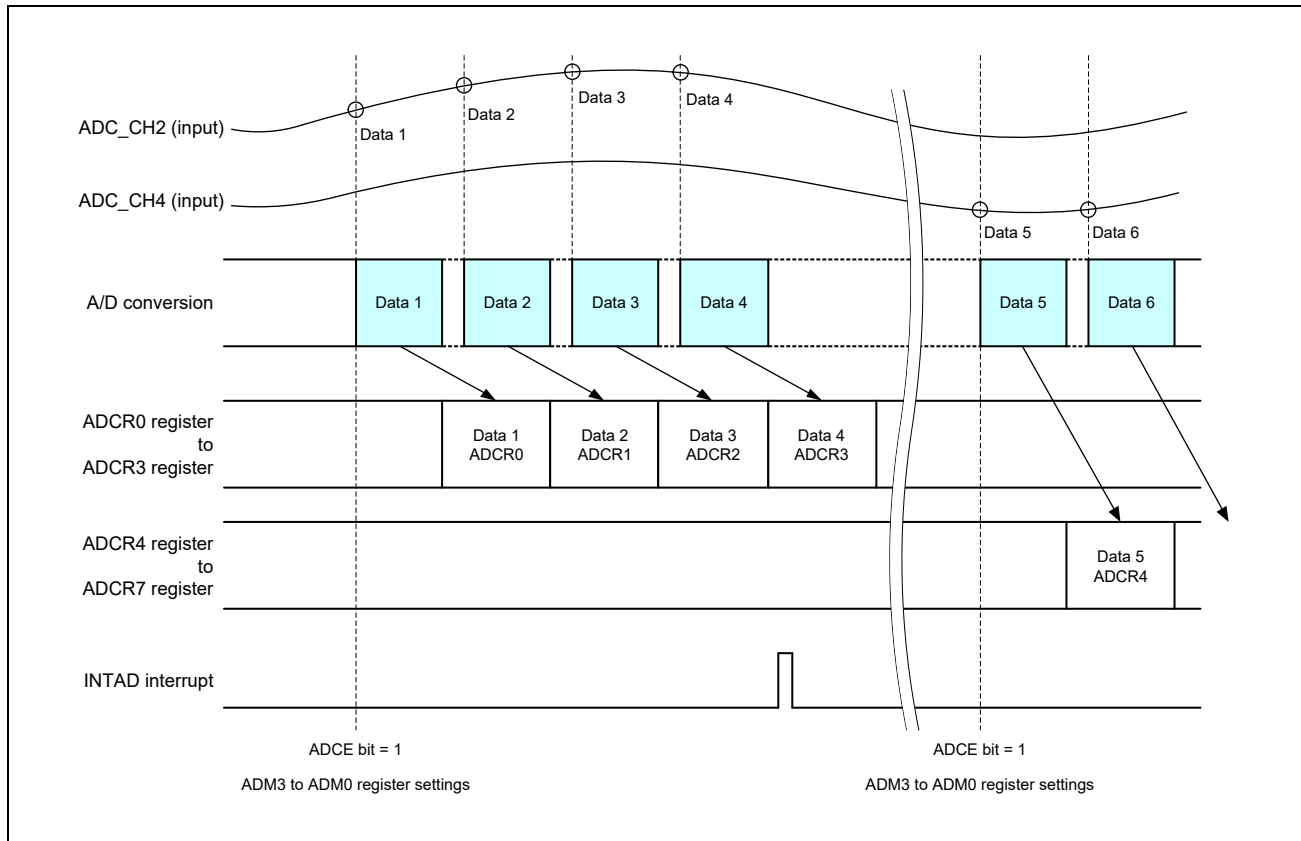 Data 1
Data 2
Data 3
Data 4
ADC_CH2 (input)
ADC_CH4 (input)
Data 5
Data 6
A/D conversion
Data 1
Data 2
Data 3
Data 4
Data 5
Data 6
ADCR0 register
to
ADCR3 register
Data 1
ADCR0
Data 2
ADCR1
Data 3
ADCR2
Data 4
ADCR3
ADCR4 register
to
ADCR7 register
Data 5
ADCR4
INTAD interrupt
ADCE bit = 1
ADM3 to ADM0 register settings
ADCE bit = 1
ADM3 to ADM0 register settings